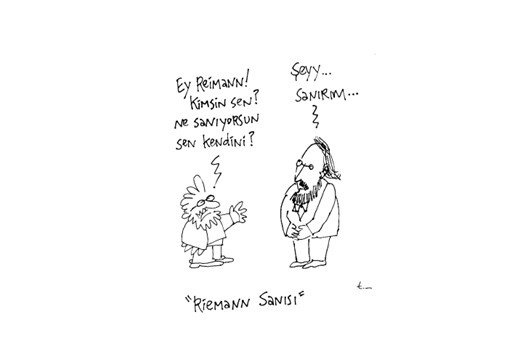 Ey Reimann!
Kimsin sen?
ne sanıyorsun
sen kendini?
Şeyy...
sanırım...
"Riemann Sanısı"